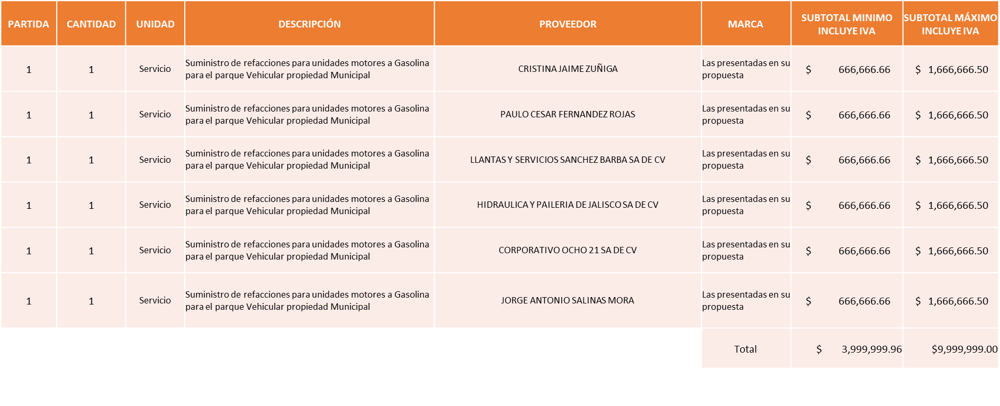 PARTIDA CANTIDAD UNIDAD DESCRIPCIÓN PROVEEDOR MARCA SUBTOTAL MINIMO INCLUYE IVA SUBTOTAL MÁXIMO INCLUYE IVA
1 1 Servicio Suministro de refacciones para unidades motores a Gasolina para el parque Vehicular propiedad Municipal CRISTINA JAIME ZUÑIGA Las presentadas en su propuesta $ 666,666.66 $ 1,666,666.50
1 1 Servicio Suministro de refacciones para unidades motores a Gasolina para el parque Vehicular propiedad Municipal PAULO CESAR FERNANDEZ ROJAS Las presentadas en su propuesta $ 666,666.66 $ 1,666,666.50
1 1 Servicio Suministro de refacciones para unidades motores a Gasolina para el parque Vehicular propiedad Municipal LLANTAS Y SERVICIOS SANCHEZ BARBA SA DE CV Las presentadas en su propuesta $ 666,666.66 $ 1,666,666.50
1 1 Servicio Suministro de refacciones para unidades motores a Gasolina para el parque Vehicular propiedad Municipal HIDRAULICA Y PAILERIA DE JALISCO SA DE CV Las presentadas en su propuesta $ 666,666.66 $ 1,666,666.50
1 1 Servicio Suministro de refacciones para unidades motores a Gasolina para el parque Vehicular propiedad Municipal CORPORATIVO OCHO 21 SA DE CV Las presentadas en su propuesta $ 666,666.66 $ 1,666,666.50
1 1 Servicio Suministro de refacciones para unidades motores a Gasolina para el parque Vehicular propiedad Municipal JORGE ANTONIO SALINAS MORA Las presentadas en su propuesta $ 666,666.66 $ 1,666,666.50
Total $ 3,999,999.96 $9,999,999.00